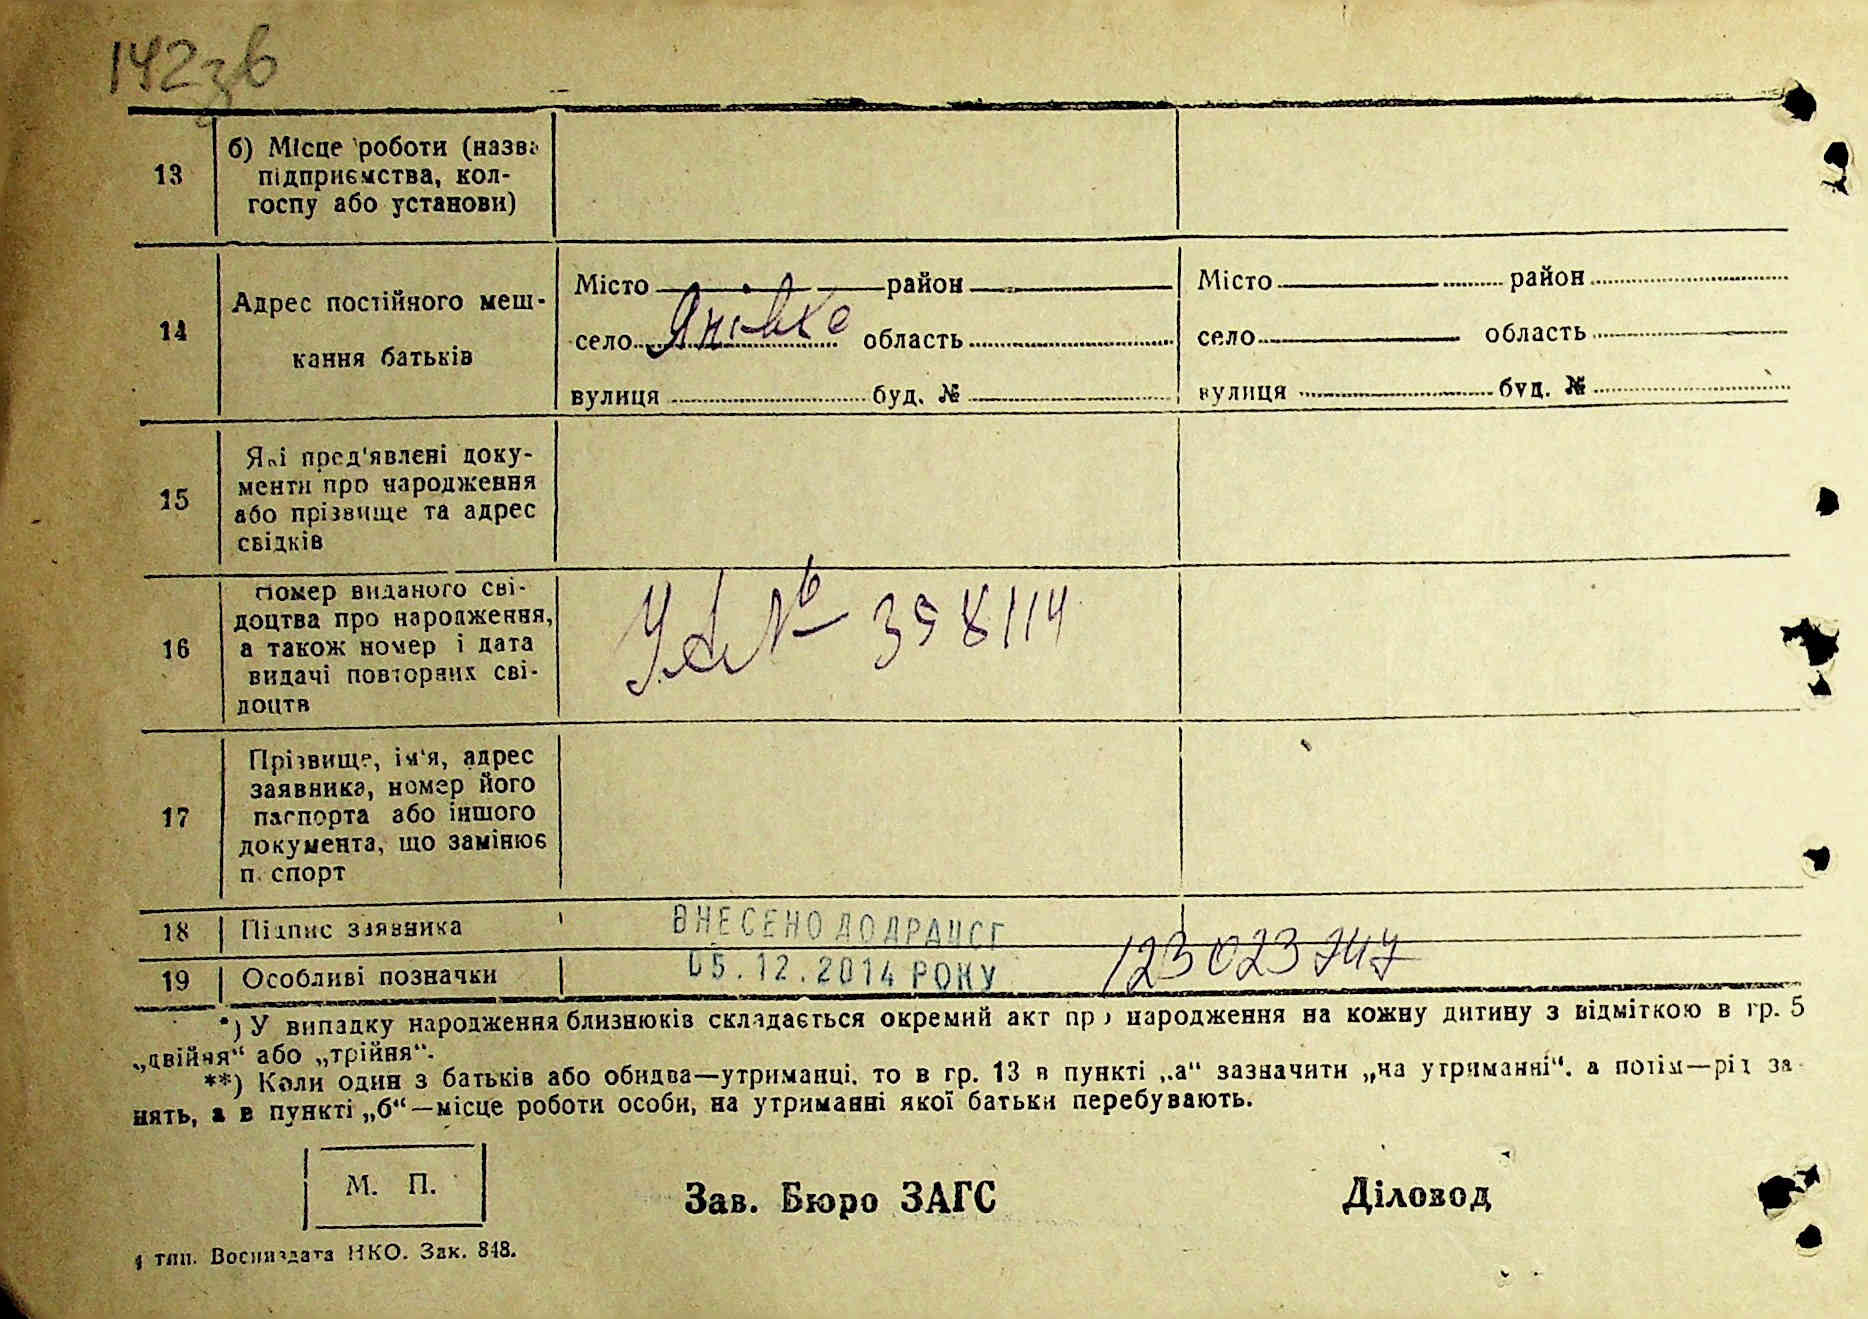 142зв
13
б) Місце роботи (назва
підприємства, кол-
госпу або установи)
14
Адрес постійного меш-
кання батьків
Місто район
село Янівка область
вулиця буд. №
Місто район
село область
вулиця буд. №
15
Які пред'явлені доку-
менти про народження
або прізвище та адрес
свідків
16
Номер виданого сві-
доцтва про народження,
а також номер і дата
видачі повторних сві-
доцтв
УА № 358114
17
Прізвище, ім'я, адрес
заявника, номер його
паспорта або іншого
документа, що замінює
п спорт
18
Підпис заявника
ВНЕСЕНО ДО ДРАЦСГ
19
Особливі позначки
05.12.2014 РОКУ
123023747
*) У випадку народження близнюків складається окремий акт про народження на кожну дитину з відміткою в гр. 5
„двійня“ або „трійня“.
**) Коли один з батьків або обидва—утриманці, то в гр. 13 в пункті „а“ зазначити „на утриманні“, а потім—рід за-
нять, а в пункті „б“—місце роботи особи, на утриманні якої батьки перебувають.
М. П.
Зав. Бюро ЗАГС
Діловод
1 тип. Воениздата НКО. Зак. 848.